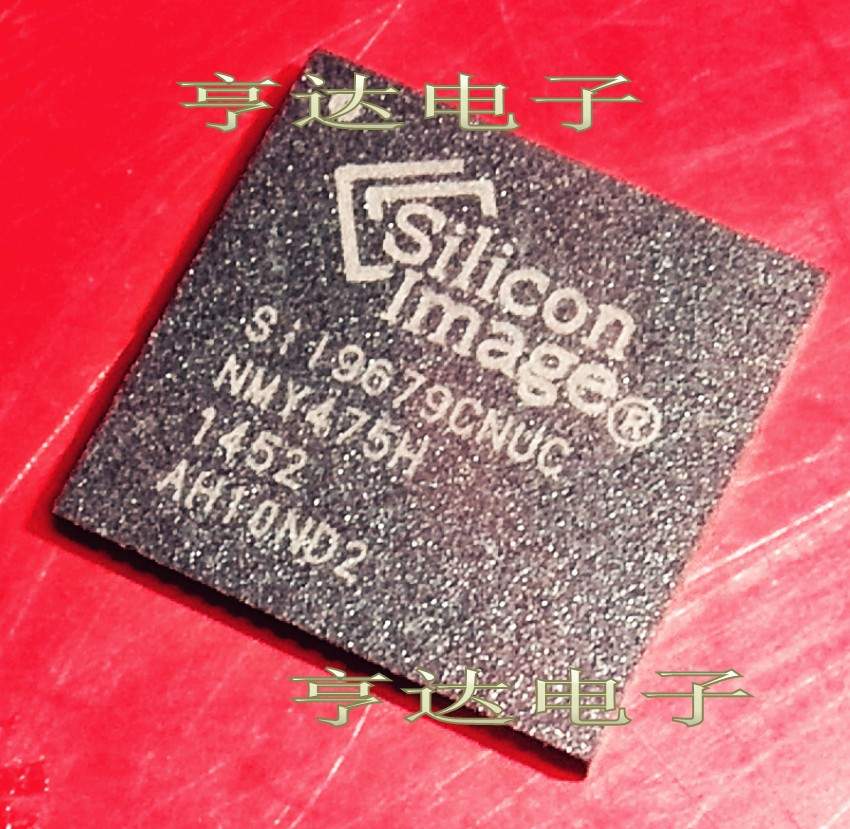 亨达电子
Silicon
Image®
SiI9679CNUC
NMY475H
1452
AH10ND2
亨达电子